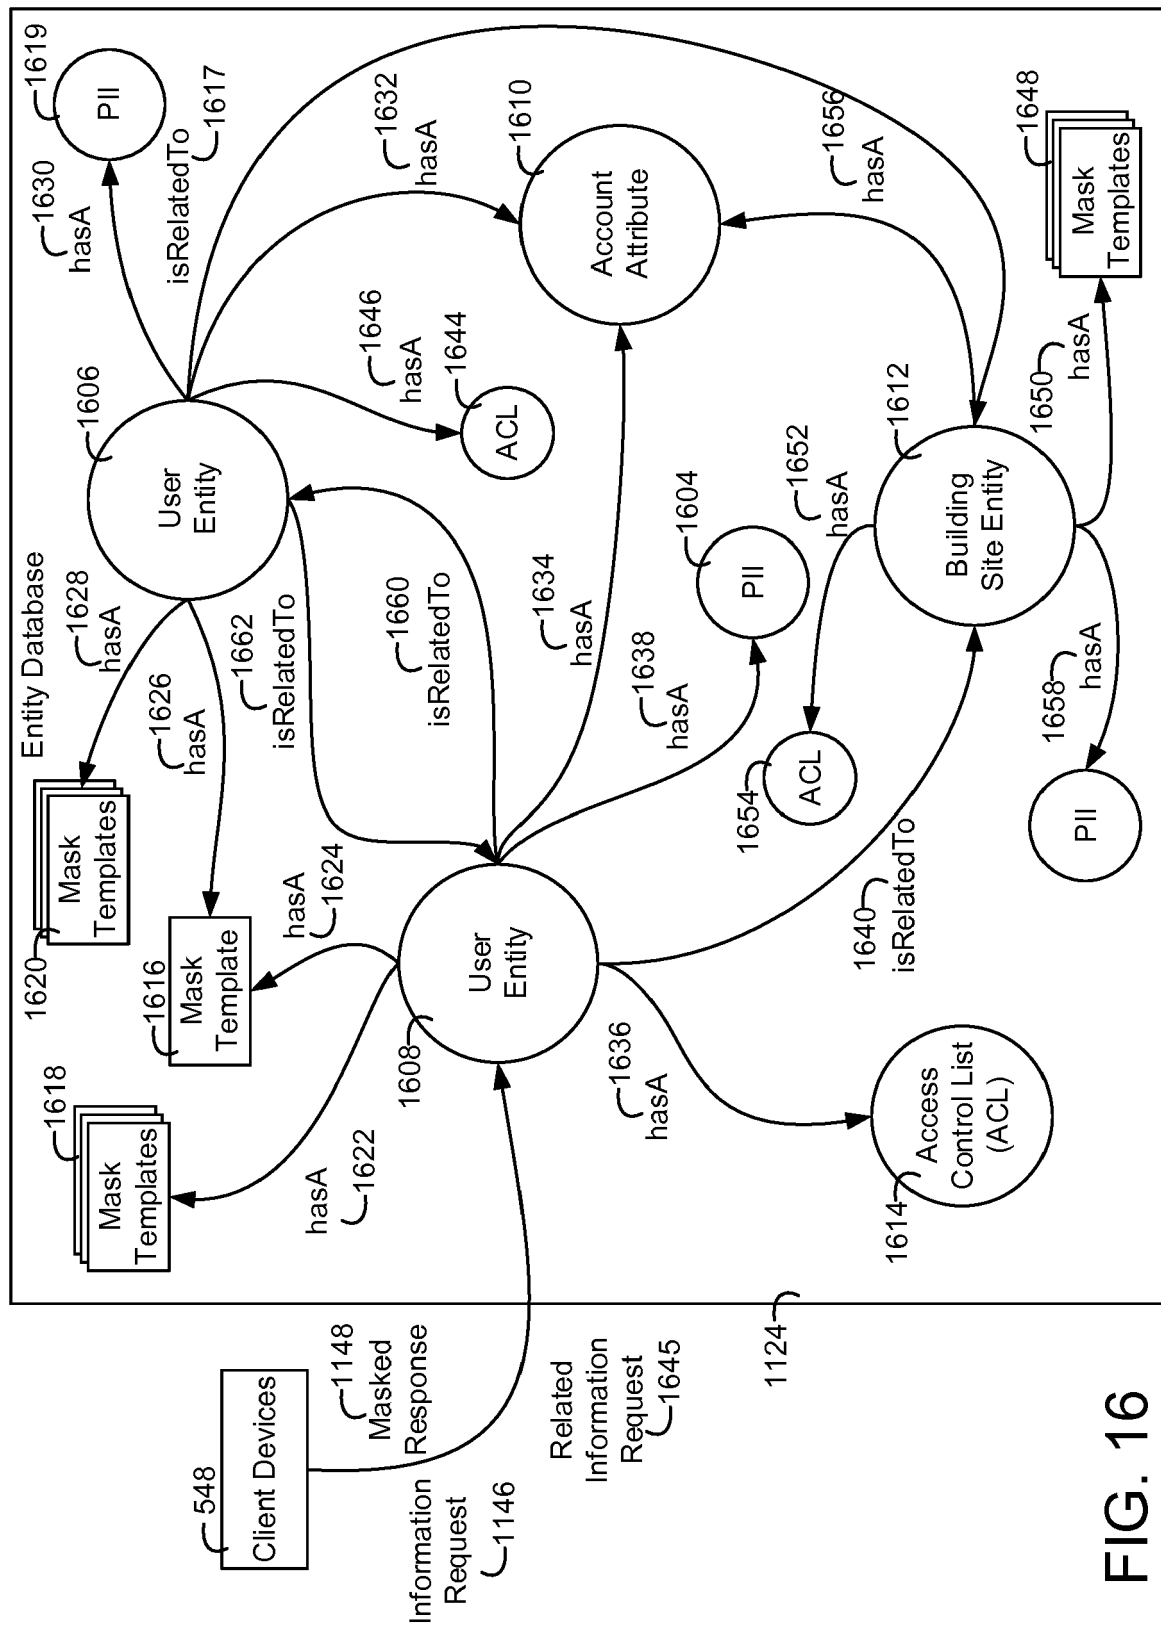 Entity Database
1620
Mask
Templates
1628
hasA
1606
User
Entity
1630
hasA
PII
1619
isRelatedTo
1617
1618
Mask
Templates
1616
Mask
Template
1626
hasA
1662
isRelatedTo
1646
hasA
1644
ACL
1632
hasA
1610
Account
Attribute
hasA
1622
hasA
1624
1660
isRelatedTo
1634
hasA
1656
hasA
548
Client Devices
1148
Masked
Response
Information
Request
1146
Related
Information
Request
1645
1608
User
Entity
1636
hasA
1638
hasA
1604
PII
1652
hasA
1654
ACL
1612
Building
Site Entity
1648
Mask
Templates
1650
hasA
1640
isRelatedTo
1658
hasA
PII
1614
Access
Control List
(ACL)
1124
FIG. 16